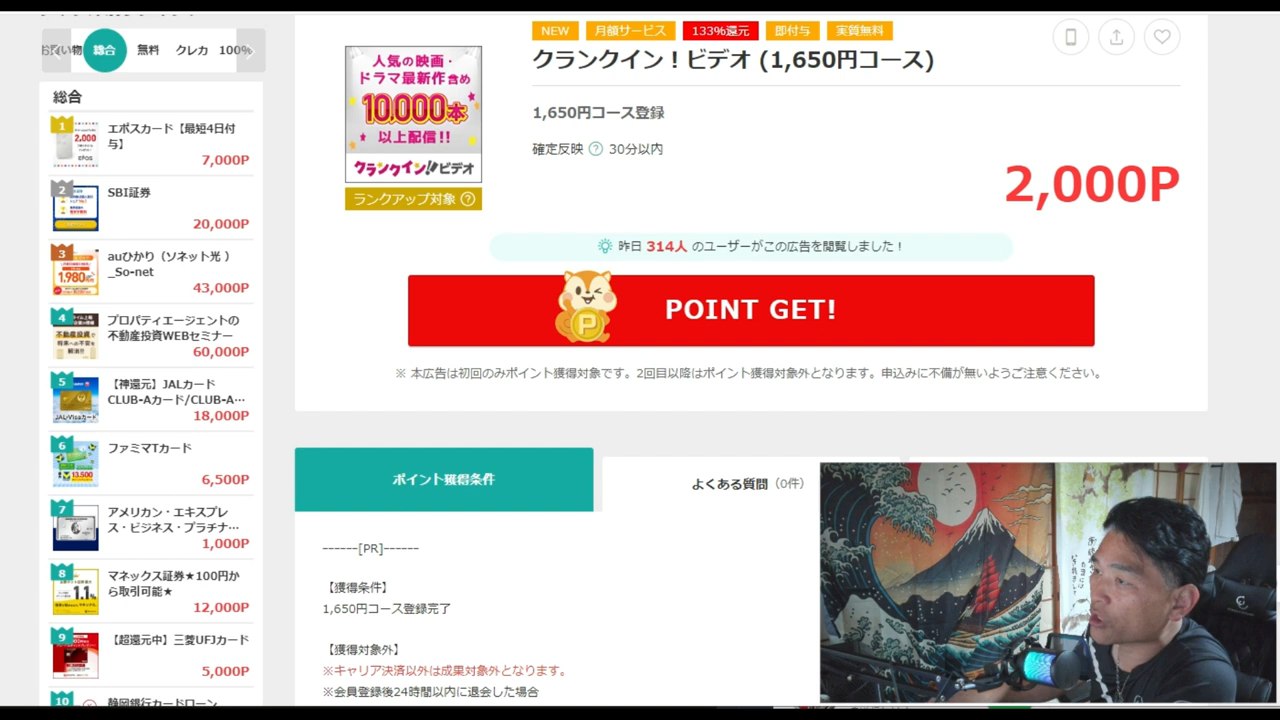 お買い物
総合
無料
クレカ
100%
総合
1
エポスカード【最短4日付与】
7,000P
2
SBI証券
20,000P
3
auひかり（ソネット光 ）
_So-net
43,000P
4
プロパティエージェントの
不動産投資WEBセミナー
60,000P
5
【神還元】JALカード
CLUB-Aカード/CLUB-A…
18,000P
6
ファミマTカード
6,500P
7
アメリカン・エキスプレ
ス・ビジネス・プラチナ…
1,000P
8
マネックス証券★100円か
ら取引可能★
12,000P
9
【超還元中】三菱UFJカード
5,000P
10
静岡銀行カードローン
人気の映画・
ドラマ最新作含め
10,000本
以上配信!!
クランクイン!!ビデオ
ランクアップ対象 ?
NEW
月額サービス
133%還元
即付与
実質無料
クランクイン！ビデオ (1,650円コース)
1,650円コース登録
確定反映 ? 30分以内
2,000P
昨日 314人 のユーザーがこの広告を閲覧しました！
P
POINT GET!
※ 本広告は初回のみポイント獲得対象です。2回目以降はポイント獲得対象外となります。申込みに不備が無いようご注意ください。
ポイント獲得条件
よくある質問（0件）
------[PR]------
【獲得条件】
1,650円コース登録完了
【獲得対象外】
※キャリア決済以外は成果対象外となります。
※会員登録後24時間以内に退会した場合